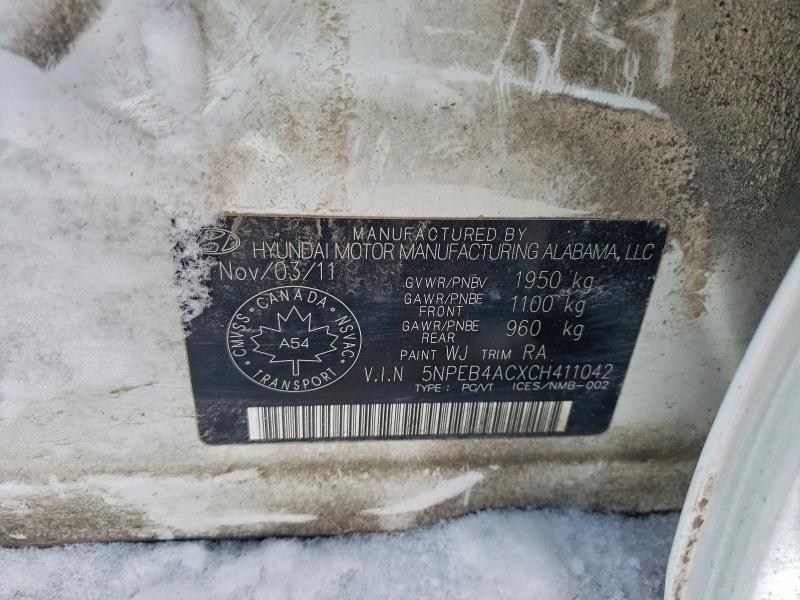 MANUFACTURED BY
HYUNDAI MOTOR MANUFACTURING ALABAMA, LLC
Nov/03/11
GVWR/PNBV 1950 kg
GAWR/PNBE FRONT 1100 kg
GAWR/PNBE REAR 960 kg
CANADA
CMVSS NSVAC
A54
TRANSPORT
PAINT WJ TRIM RA
V.I.N 5NPEB4ACXCH411042
TYPE : PC/VT ICES/NMB-002